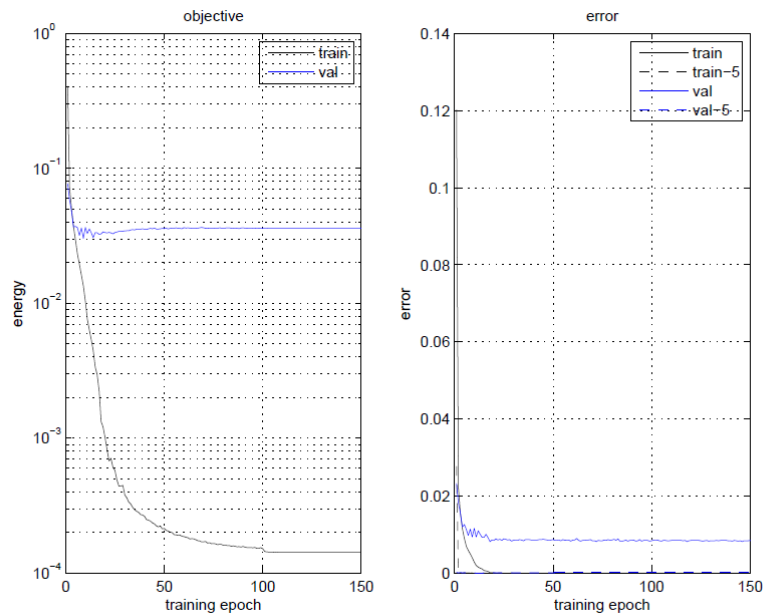 objective
10^0
10^-1
10^-2
10^-3
10^-4
energy
0
50
100
150
training epoch
train
val
error
0.14
0.12
0.1
0.08
0.06
0.04
0.02
0
error
0
50
100
150
training epoch
train
train-5
val
val-5